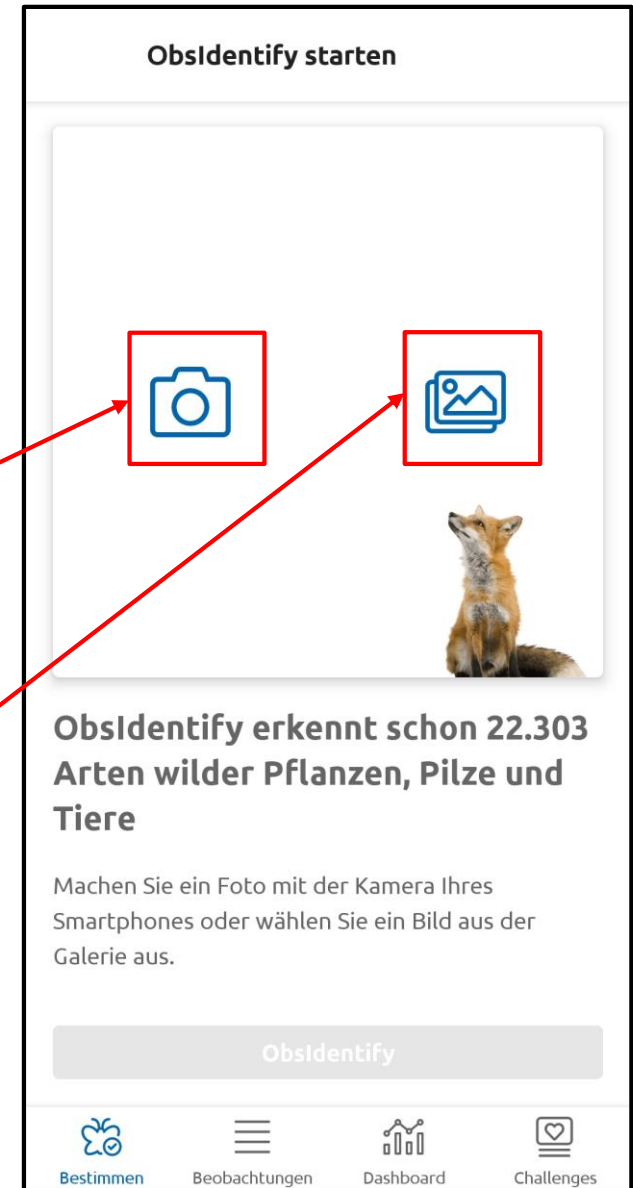 ObsIdentify starten
ObsIdentify erkennt schon 22.303
Arten wilder Pflanzen, Pilze und
Tiere
Machen Sie ein Foto mit der Kamera Ihres
Smartphones oder wählen Sie ein Bild aus der
Galerie aus.
ObsIdentify
Bestimmen Beobachtungen Dashboard Challenges